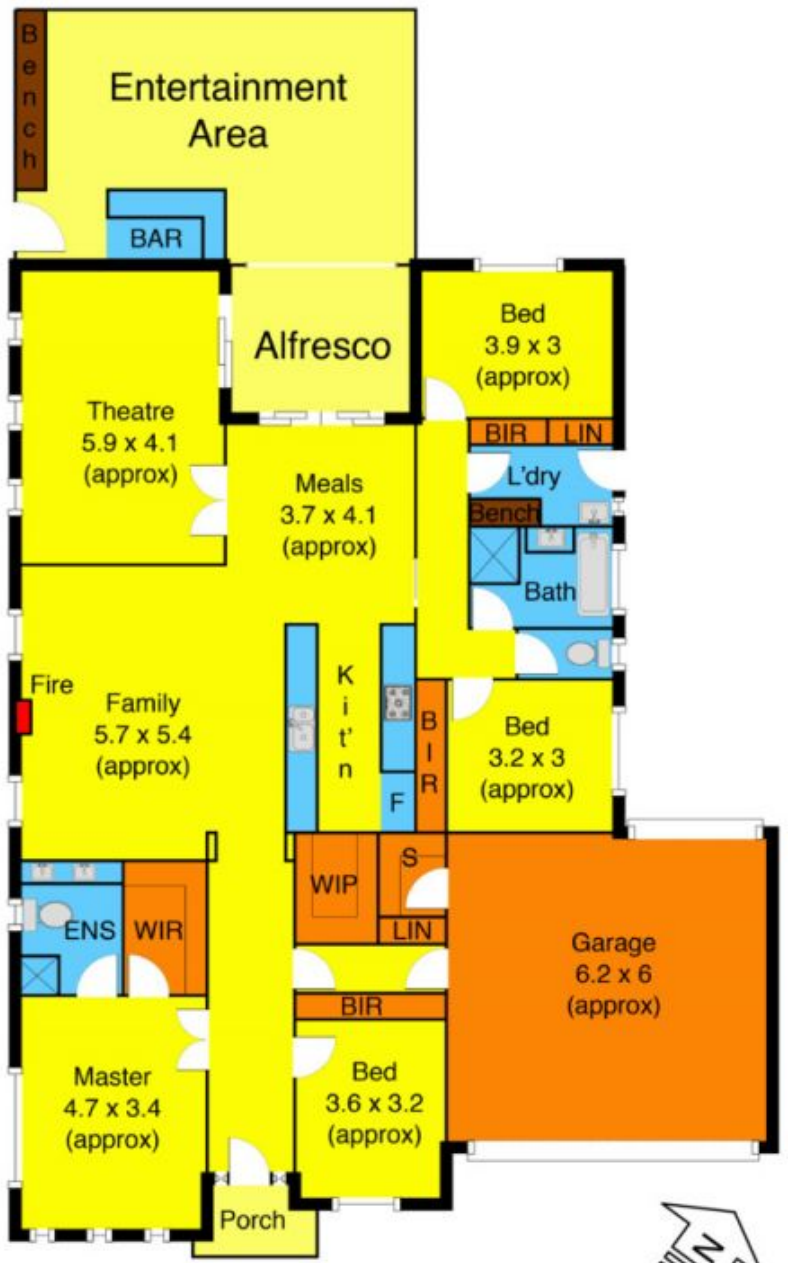 Bench
Entertainment
Area
BAR
Alfresco
Bed
3.9 x 3
(approx)
Theatre
5.9 x 4.1
(approx)
BIR
LIN
L'dry
Meals
3.7 x 4.1
(approx)
Bench
Bath
Fire
Family
5.7 x 5.4
(approx)
Kit'n
F
BIR
Bed
3.2 x 3
(approx)
ENS
WIR
WIP
S
LIN
Garage
6.2 x 6
(approx)
BIR
Master
4.7 x 3.4
(approx)
Bed
3.6 x 3.2
(approx)
Porch
N